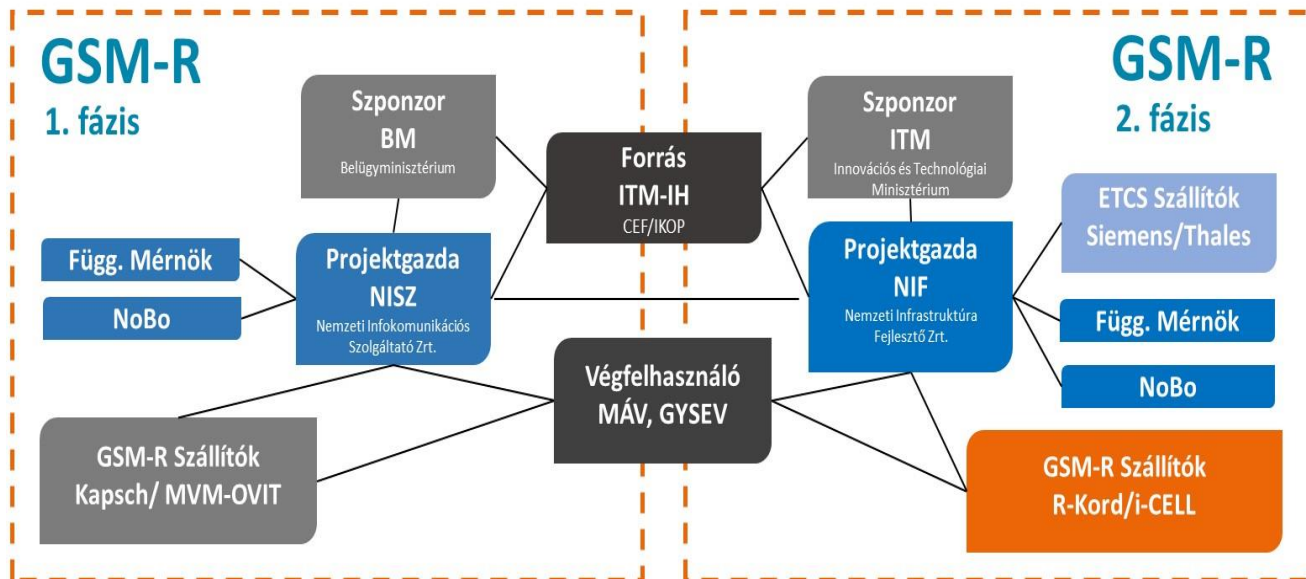 GSM-R
1. fázis
Szponzor
BM
Belügyminisztérium
Függ. Mérnök
NoBo
Projektgazda
NISZ
Nemzeti Infokomunikációs
Szolgáltató Zrt.
GSM-R Szállítók
Kapsch/ MVM-OVIT
Forrás
ITM-IH
CEF/IKOP
Végfelhasználó
MÁV, GYSEV
GSM-R
2. fázis
Szponzor
ITM
Innovációs és Technológiai
Minisztérium
Projektgazda
NIF
Nemzeti Infrastruktúra
Fejlesztő Zrt.
ETCS Szállítók
Siemens/Thales
Függ. Mérnök
NoBo
GSM-R Szállítók
R-Kord/i-CELL